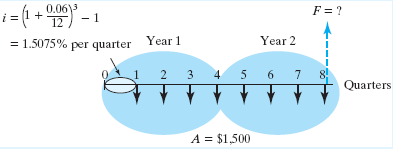 i = (1 + 0.06/12)³ − 1
= 1.5075% per quarter
F = ?
Year 1
Year 2
0 1 2 3 4 5 6 7 8
Quarters
A = $1,500